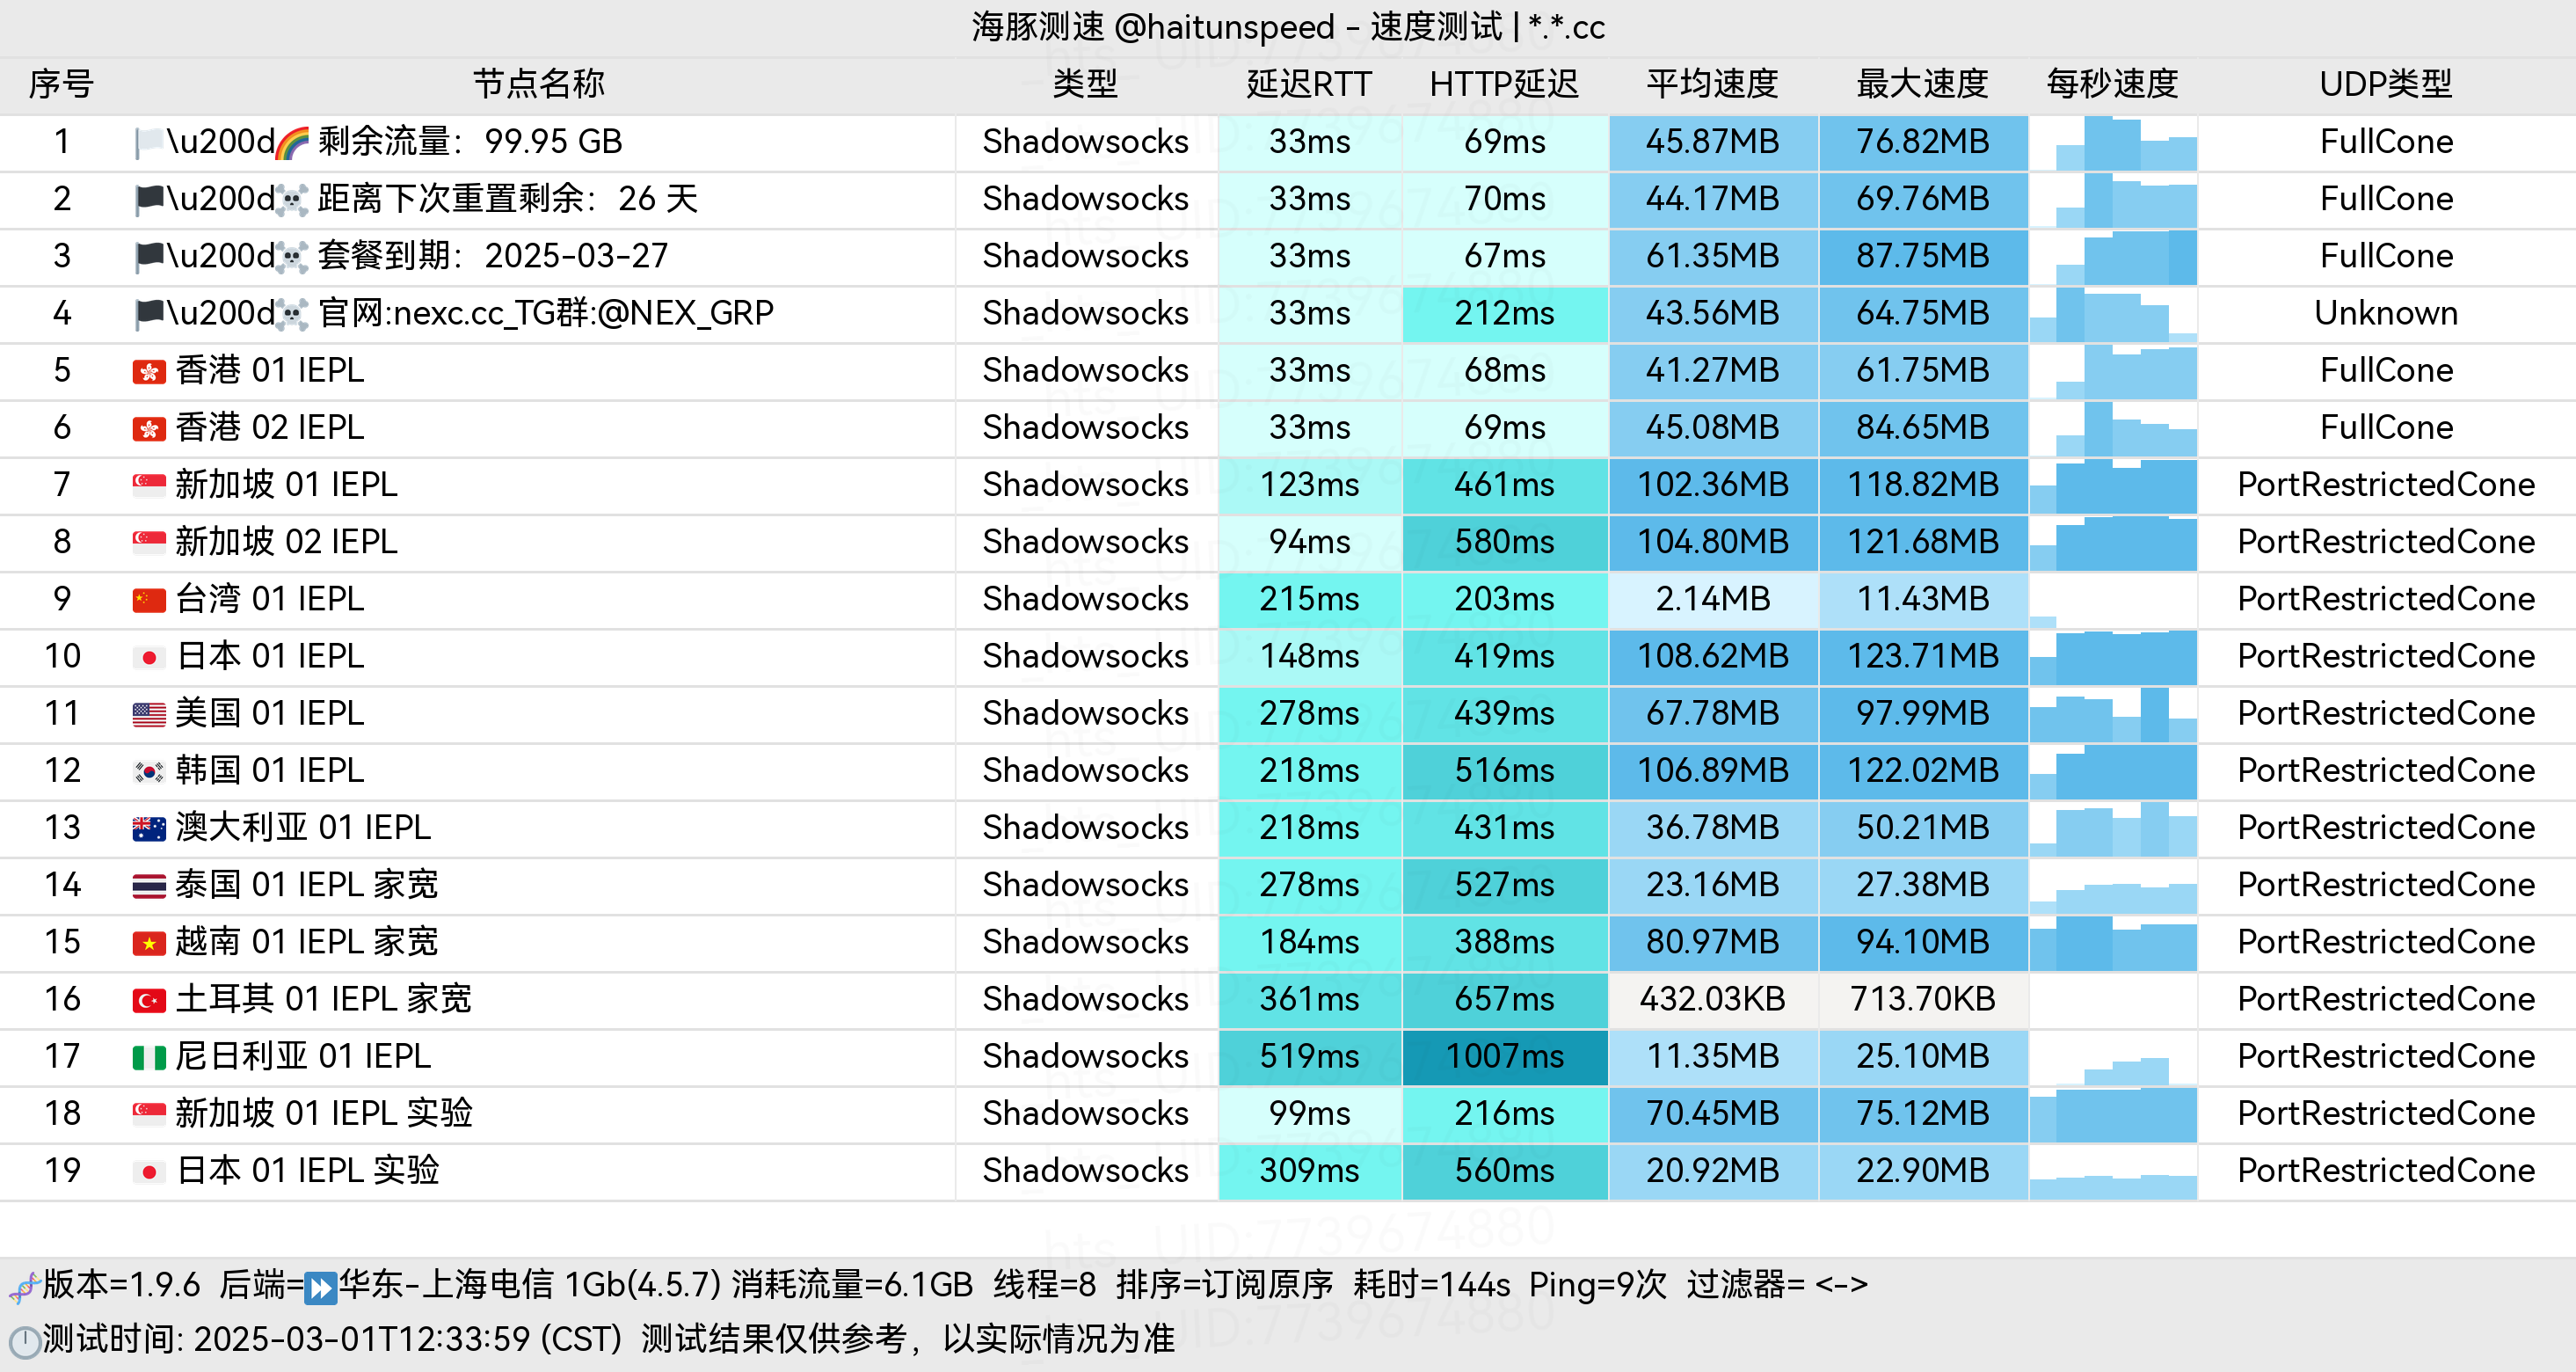 海豚测速 @haitunspeed - 速度测试 | *.*.cc
序号 节点名称 类型 延迟RTT HTTP延迟 平均速度 最大速度 每秒速度 UDP类型
1 🏳️\u200d🌈 剩余流量：99.95 GB Shadowsocks 33ms 69ms 45.87MB 76.82MB FullCone
2 🏴\u200d☠️ 距离下次重置剩余：26 天 Shadowsocks 33ms 70ms 44.17MB 69.76MB FullCone
3 🏴\u200d☠️ 套餐到期：2025-03-27 Shadowsocks 33ms 67ms 61.35MB 87.75MB FullCone
4 🏴\u200d☠️ 官网:nexc.cc_TG群:@NEX_GRP Shadowsocks 33ms 212ms 43.56MB 64.75MB Unknown
5 🇭🇰 香港 01 IEPL Shadowsocks 33ms 68ms 41.27MB 61.75MB FullCone
6 🇭🇰 香港 02 IEPL Shadowsocks 33ms 69ms 45.08MB 84.65MB FullCone
7 🇸🇬 新加坡 01 IEPL Shadowsocks 123ms 461ms 102.36MB 118.82MB PortRestrictedCone
8 🇸🇬 新加坡 02 IEPL Shadowsocks 94ms 580ms 104.80MB 121.68MB PortRestrictedCone
9 🇨🇳 台湾 01 IEPL Shadowsocks 215ms 203ms 2.14MB 11.43MB PortRestrictedCone
10 🇯🇵 日本 01 IEPL Shadowsocks 148ms 419ms 108.62MB 123.71MB PortRestrictedCone
11 🇺🇸 美国 01 IEPL Shadowsocks 278ms 439ms 67.78MB 97.99MB PortRestrictedCone
12 🇰🇷 韩国 01 IEPL Shadowsocks 218ms 516ms 106.89MB 122.02MB PortRestrictedCone
13 🇦🇺 澳大利亚 01 IEPL Shadowsocks 218ms 431ms 36.78MB 50.21MB PortRestrictedCone
14 🇹🇭 泰国 01 IEPL 家宽 Shadowsocks 278ms 527ms 23.16MB 27.38MB PortRestrictedCone
15 🇻🇳 越南 01 IEPL 家宽 Shadowsocks 184ms 388ms 80.97MB 94.10MB PortRestrictedCone
16 🇹🇷 土耳其 01 IEPL 家宽 Shadowsocks 361ms 657ms 432.03KB 713.70KB PortRestrictedCone
17 🇳🇬 尼日利亚 01 IEPL Shadowsocks 519ms 1007ms 11.35MB 25.10MB PortRestrictedCone
18 🇸🇬 新加坡 01 IEPL 实验 Shadowsocks 99ms 216ms 70.45MB 75.12MB PortRestrictedCone
19 🇯🇵 日本 01 IEPL 实验 Shadowsocks 309ms 560ms 20.92MB 22.90MB PortRestrictedCone
hts_ UID:7739674880
🧬版本=1.9.6 后端=⏩华东-上海电信 1Gb(4.5.7) 消耗流量=6.1GB 线程=8 排序=订阅原序 耗时=144s Ping=9次 过滤器= <->
🕛测试时间: 2025-03-01T12:33:59 (CST) 测试结果仅供参考，以实际情况为准